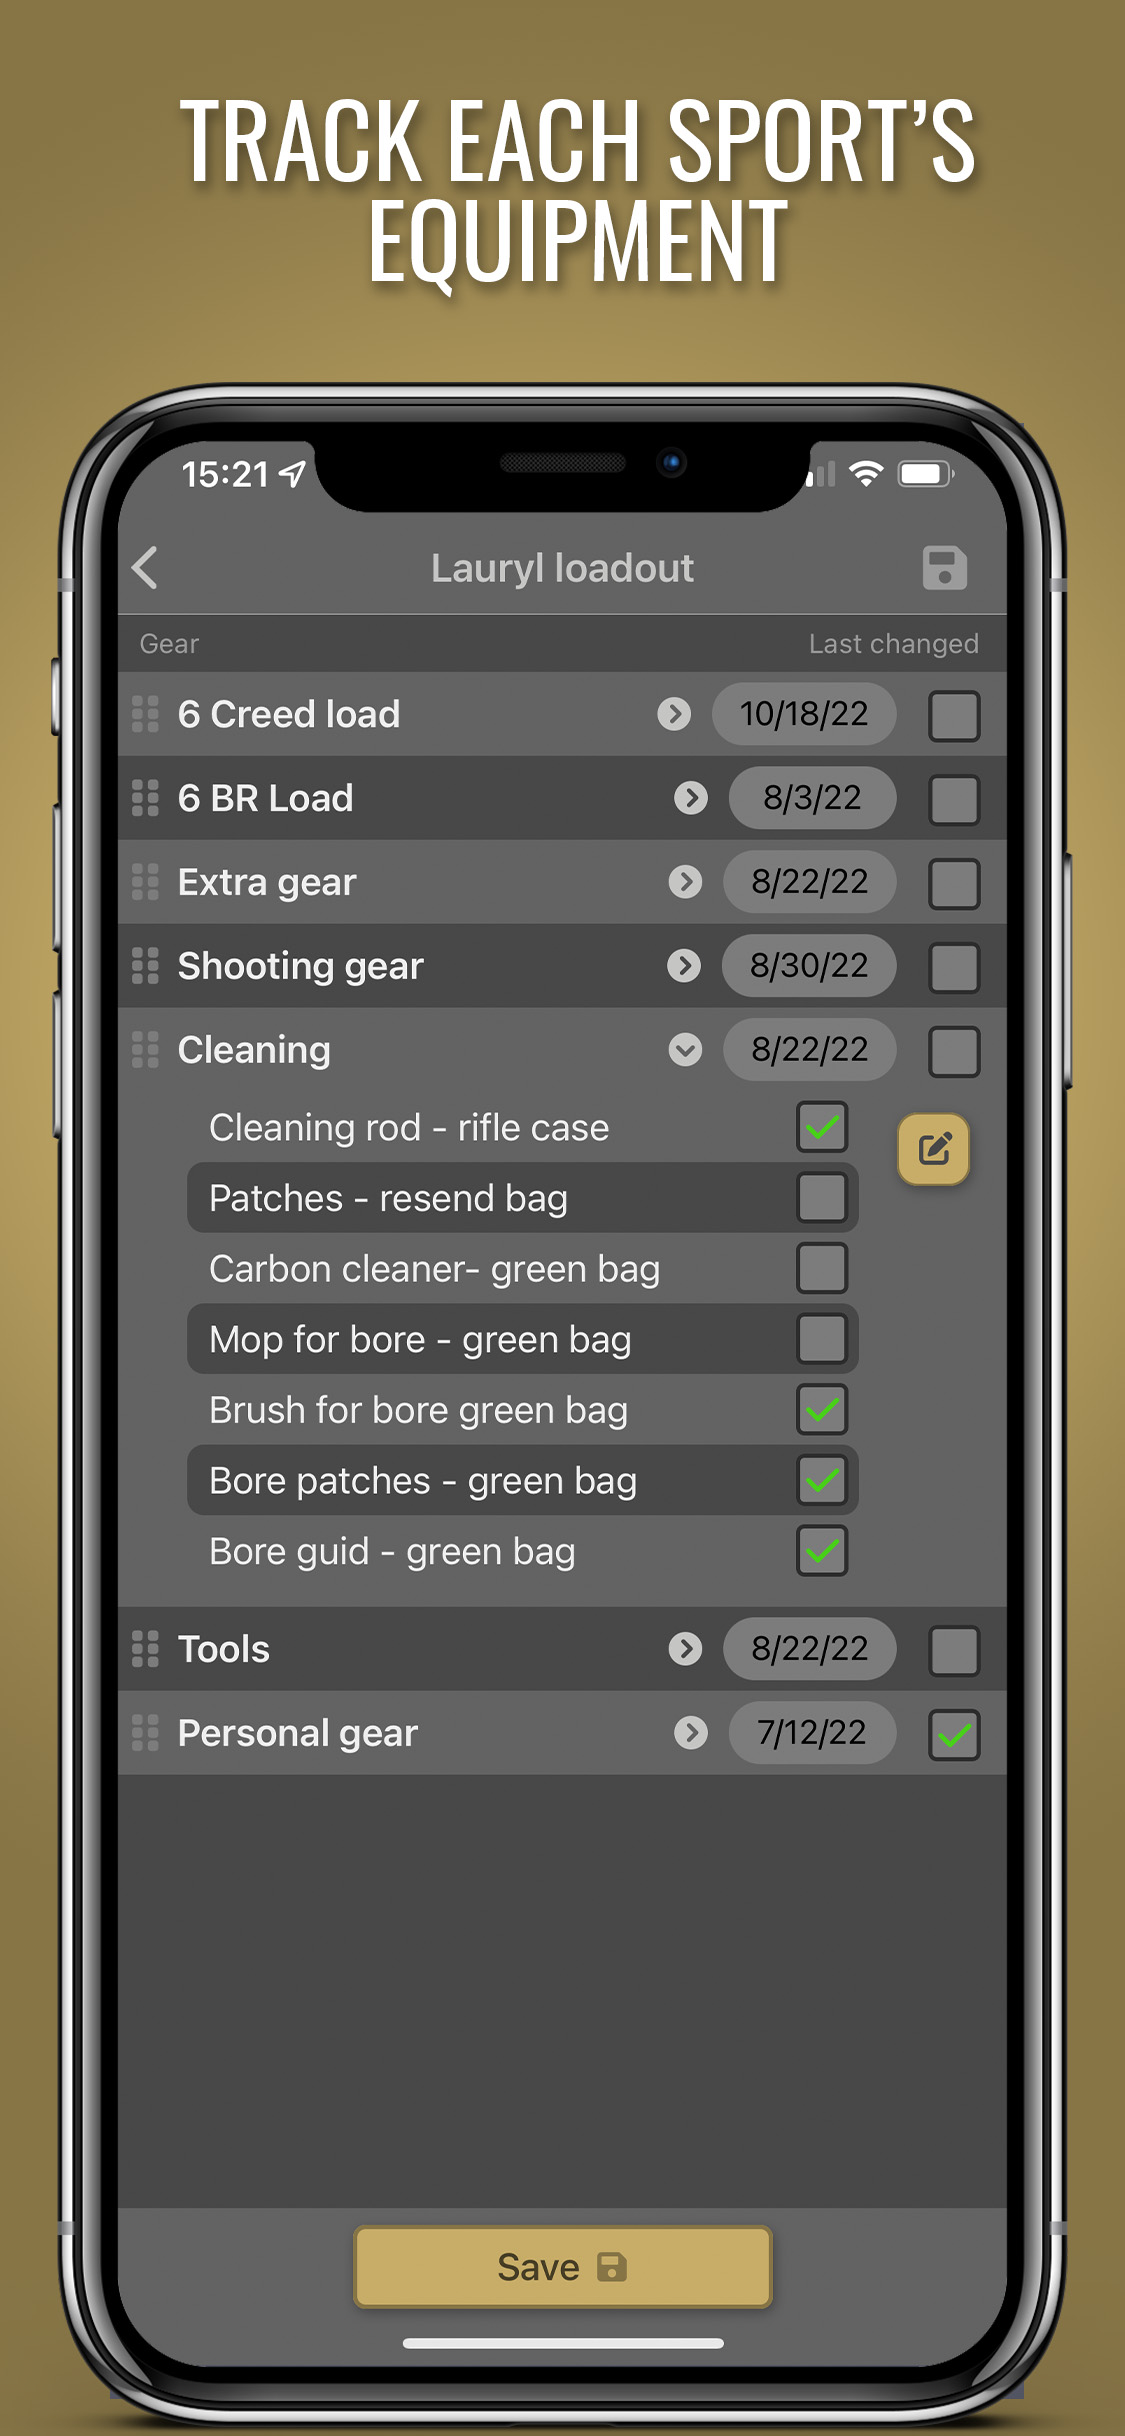 TRACK EACH SPORT’S
EQUIPMENT
15:21
Lauryl loadout
Gear Last changed
6 Creed load 10/18/22
6 BR Load 8/3/22
Extra gear 8/22/22
Shooting gear 8/30/22
Cleaning 8/22/22
Cleaning rod - rifle case
Patches - resend bag
Carbon cleaner- green bag
Mop for bore - green bag
Brush for bore green bag
Bore patches - green bag
Bore guid - green bag
Tools 8/22/22
Personal gear 7/12/22
Save